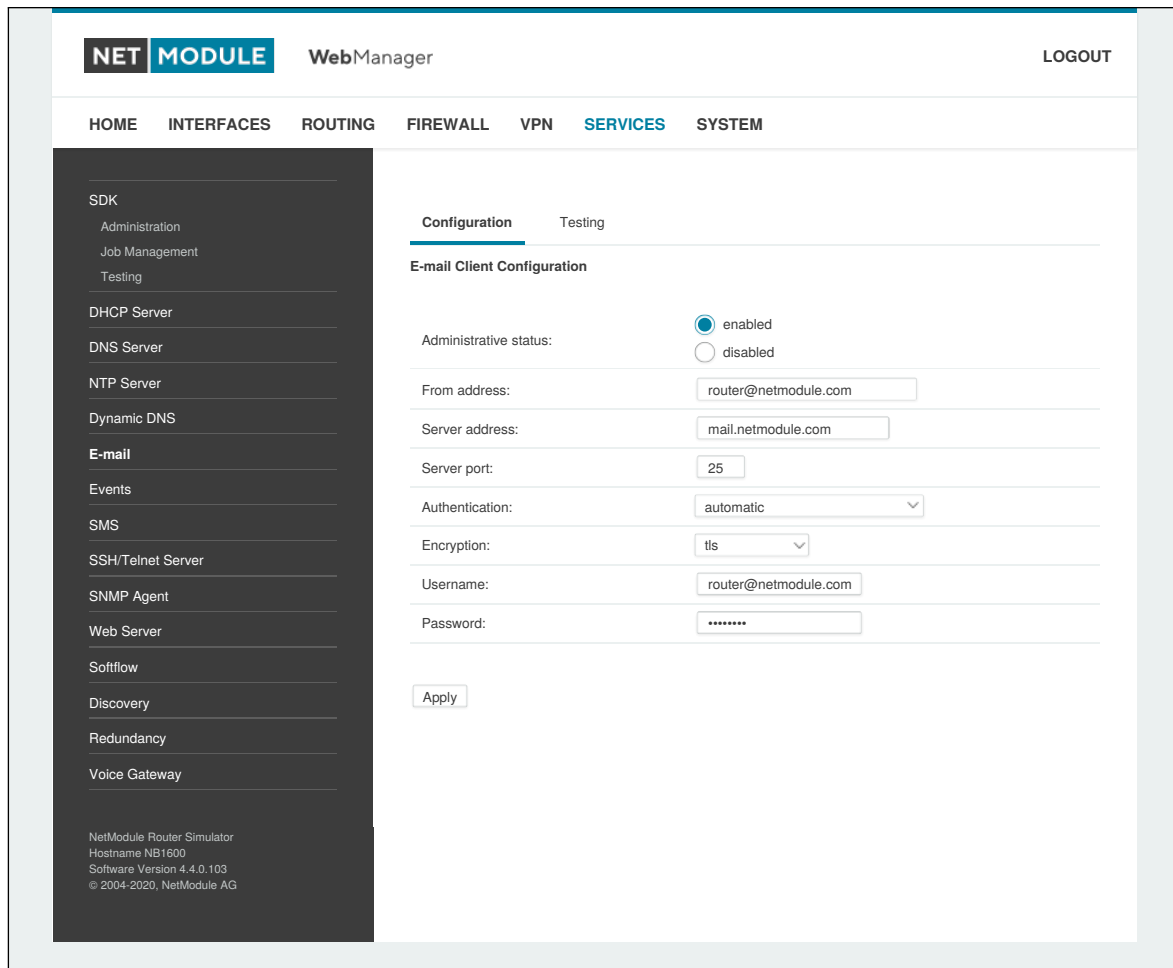 NET MODULE WebManager LOGOUT
HOME INTERFACES ROUTING FIREWALL VPN SERVICES SYSTEM
SDK
Administration
Job Management
Testing
DHCP Server
DNS Server
NTP Server
Dynamic DNS
E-mail
Events
SMS
SSH/Telnet Server
SNMP Agent
Web Server
Softflow
Discovery
Redundancy
Voice Gateway
NetModule Router Simulator
Hostname NB1600
Software Version 4.4.0.103
© 2004-2020, NetModule AG
Configuration Testing
E-mail Client Configuration
Administrative status:
enabled
disabled
From address: router@netmodule.com
Server address: mail.netmodule.com
Server port: 25
Authentication: automatic
Encryption: tls
Username: router@netmodule.com
Password: ••••••••
Apply